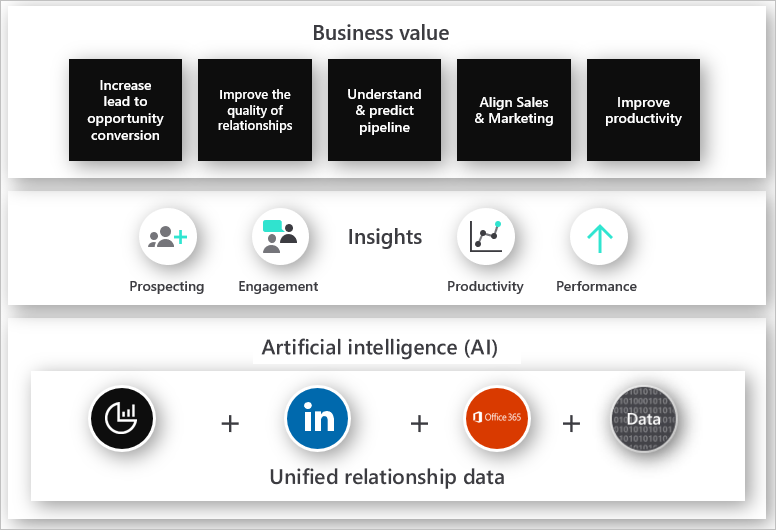 Business value
Increase
lead to
opportunity
conversion
Improve the
quality of
relationships
Understand
& predict
pipeline
Align Sales
& Marketing
Improve
productivity
Insights
Prospecting
Engagement
Productivity
Performance
Artificial intelligence (AI)
+
in
+
Office 365
+
Data
Unified relationship data